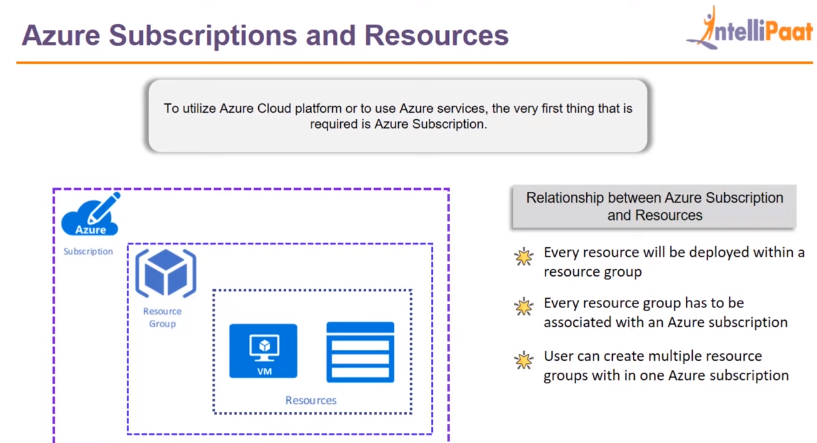 Azure Subscriptions and Resources
IntelliPaat
To utilize Azure Cloud platform or to use Azure services, the very first thing that is
required is Azure Subscription.
Azure
Subscription
Resource
Group
VM
Resources
Relationship between Azure Subscription
and Resources
Every resource will be deployed within a
resource group
Every resource group has to be
associated with an Azure subscription
User can create multiple resource
groups with in one Azure subscription